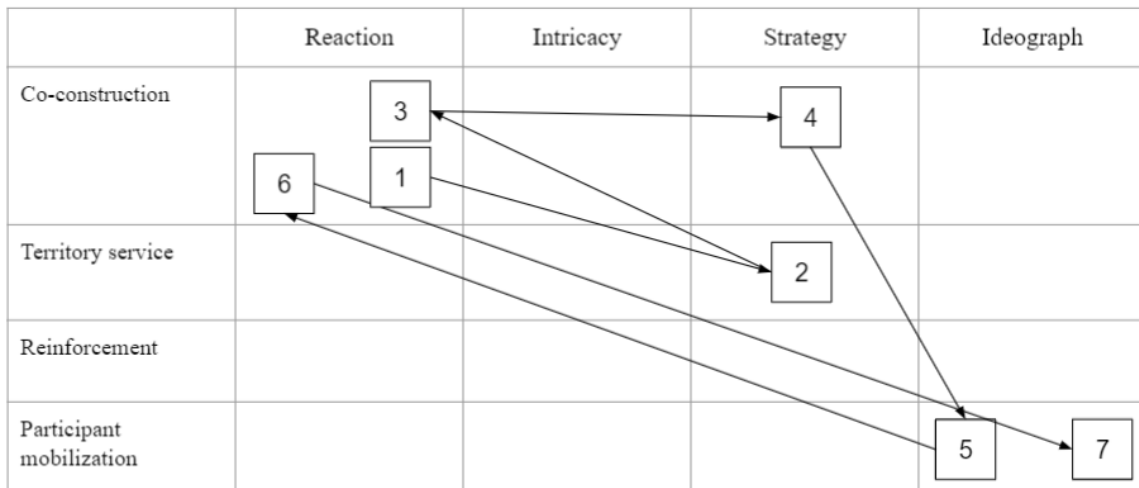 Reaction Intricacy Strategy Ideograph
Co-construction
3 4
6 1
Territory service
2
Reinforcement
Participant
mobilization
5 7